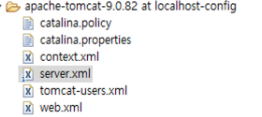 apache-tomcat-9.0.82 at localhost-config
catalina.policy
catalina.properties
context.xml
server.xml
tomcat-users.xml
web.xml